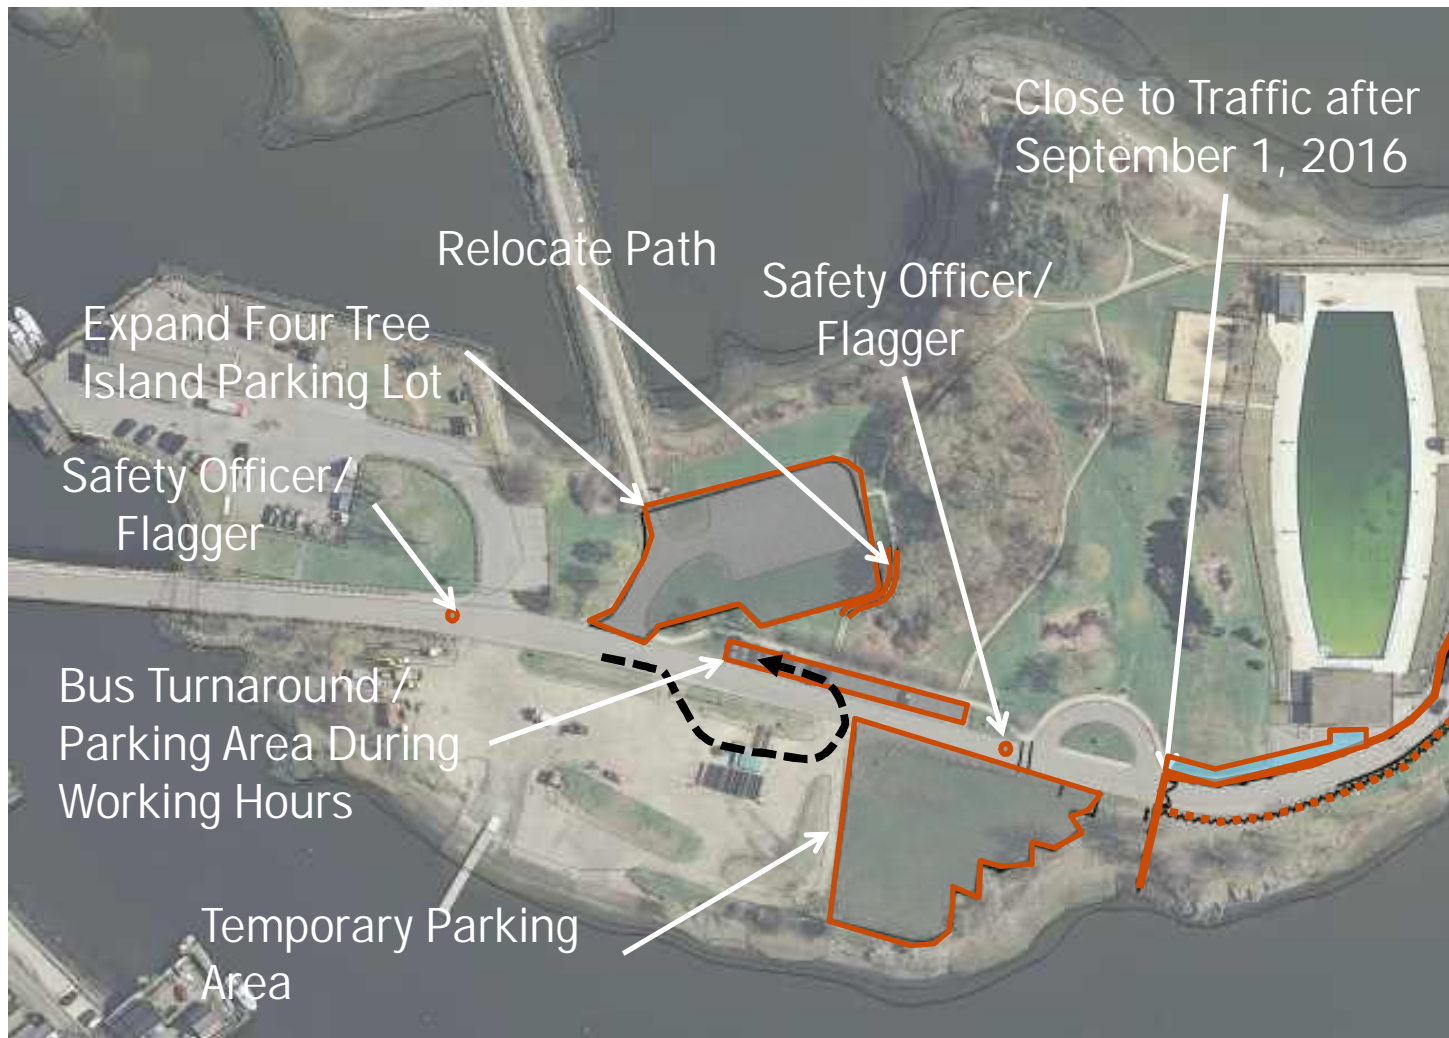 Close to Traffic after
September 1, 2016
Relocate Path
Safety Officer/
Flagger
Expand Four Tree
Island Parking Lot
Safety Officer/
Flagger
Bus Turnaround /
Parking Area During
Working Hours
Temporary Parking
Area